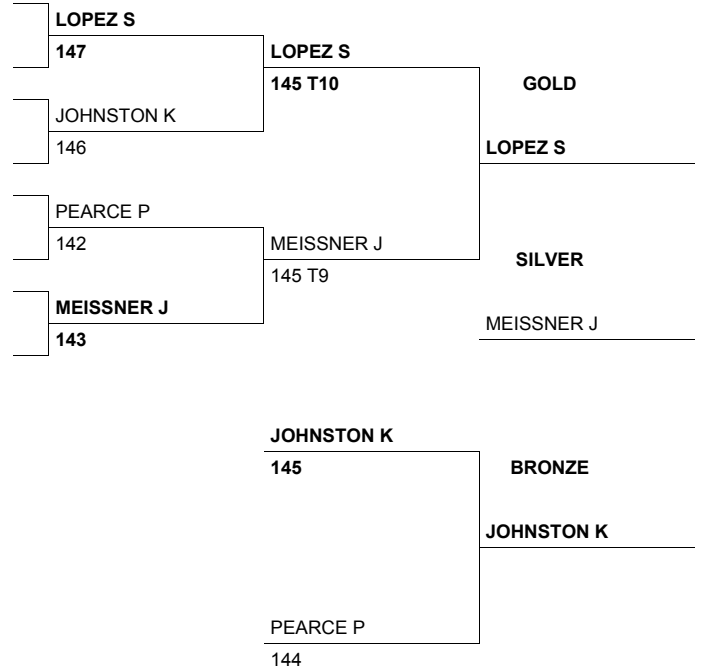 LOPEZ S
147
JOHNSTON K
146
PEARCE P
142
MEISSNER J
143
LOPEZ S
145 T10
MEISSNER J
145 T9
GOLD
LOPEZ S
SILVER
MEISSNER J
JOHNSTON K
145
PEARCE P
144
BRONZE
JOHNSTON K